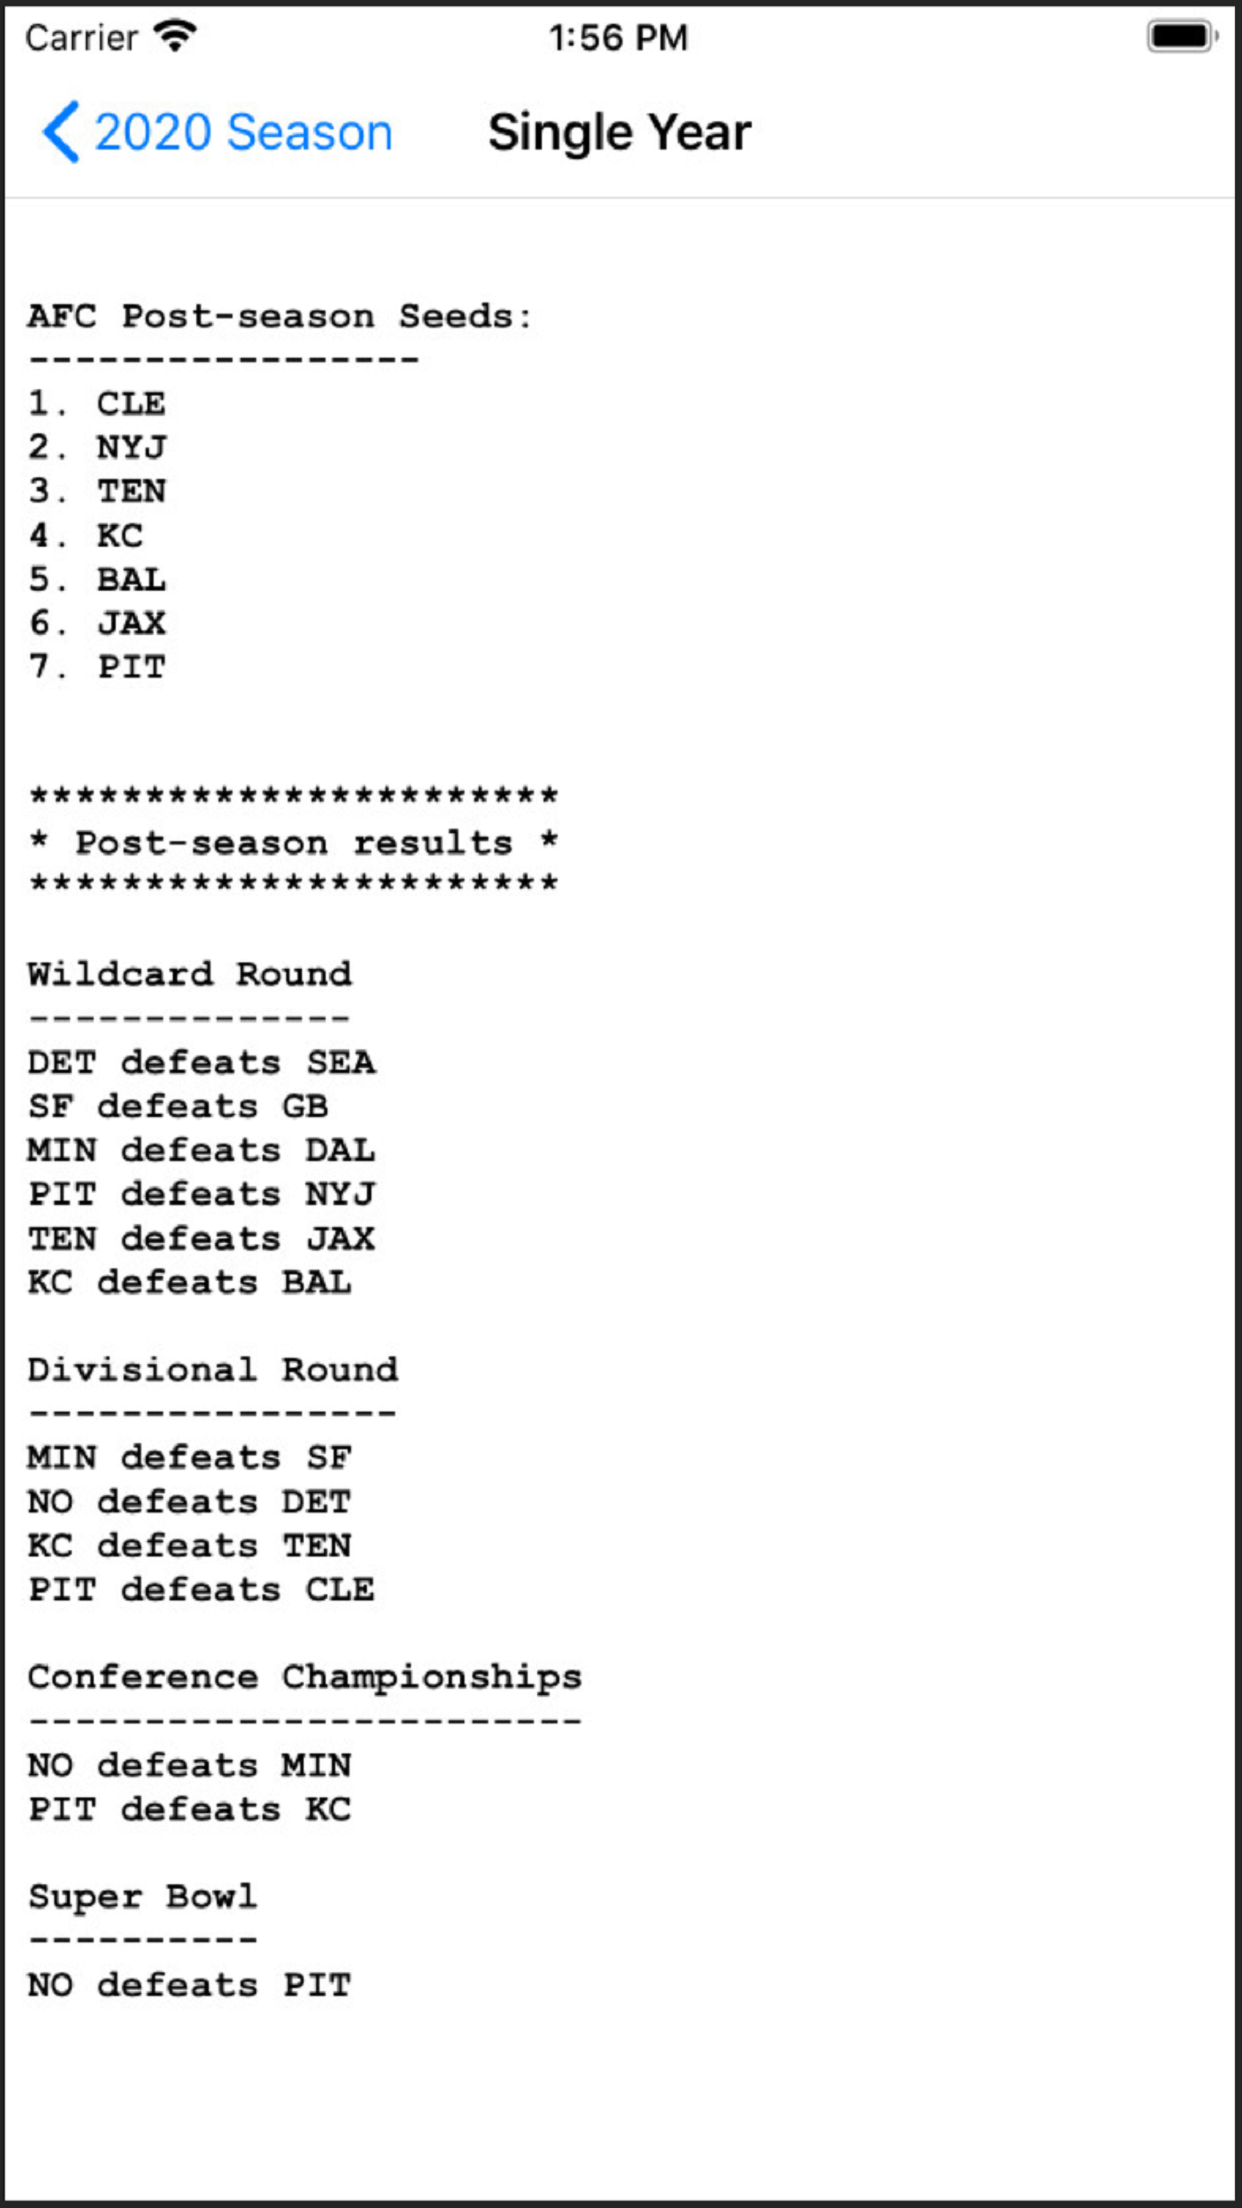 Carrier
1:56 PM
2020 Season
Single Year
AFC Post-season Seeds:
-----------------
1. CLE
2. NYJ
3. TEN
4. KC
5. BAL
6. JAX
7. PIT
***********************
* Post-season results *
***********************
Wildcard Round
--------------
DET defeats SEA
SF defeats GB
MIN defeats DAL
PIT defeats NYJ
TEN defeats JAX
KC defeats BAL
Divisional Round
----------------
MIN defeats SF
NO defeats DET
KC defeats TEN
PIT defeats CLE
Conference Championships
------------------------
NO defeats MIN
PIT defeats KC
Super Bowl
----------
NO defeats PIT